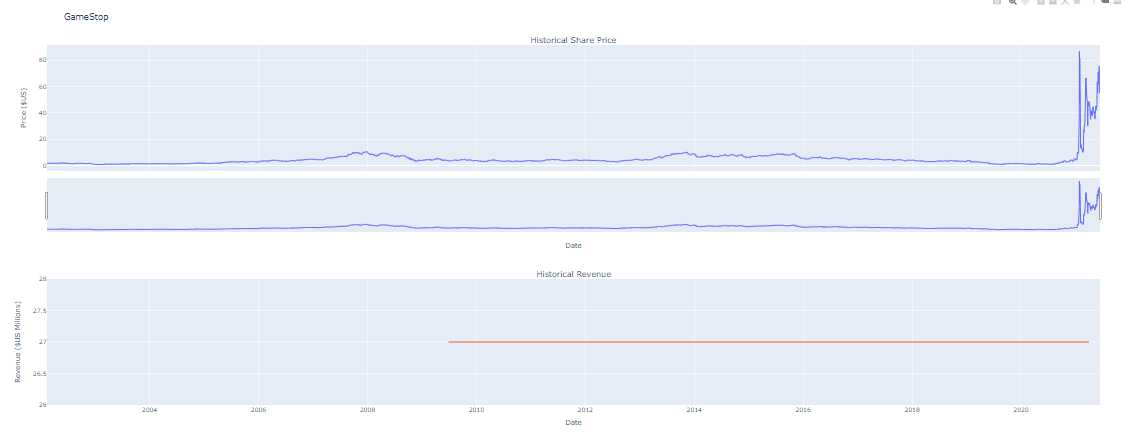 GameStop
Historical Share Price
Price ($US)
80
60
40
20
0
Date
Historical Revenue
Revenue ($US Millions)
28
27.5
27
26.5
26
2004 2006 2008 2010 2012 2014 2016 2018 2020
Date